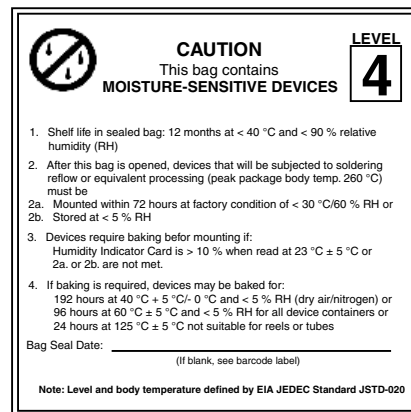 LEVEL
CAUTION
This bag contains
MOISTURE-SENSITIVE DEVICES
4
1. Shelf life in sealed bag: 12 months at < 40 °C and < 90 % relative
humidity (RH)
2. After this bag is opened, devices that will be subjected to soldering
reflow or equivalent processing (peak package body temp. 260 °C)
must be
2a. Mounted within 72 hours at factory condition of < 30 °C/60 % RH or
2b. Stored at < 5 % RH
3. Devices require baking befor mounting if:
Humidity Indicator Card is > 10 % when read at 23 °C ± 5 °C or
2a. or 2b. are not met.
4. If baking is required, devices may be baked for:
192 hours at 40 °C + 5 °C/- 0 °C and < 5 % RH (dry air/nitrogen) or
96 hours at 60 °C ± 5 °C and < 5 % RH for all device containers or
24 hours at 125 °C ± 5 °C not suitable for reels or tubes
Bag Seal Date:
(If blank, see barcode label)
Note: Level and body temperature defined by EIA JEDEC Standard JSTD-020